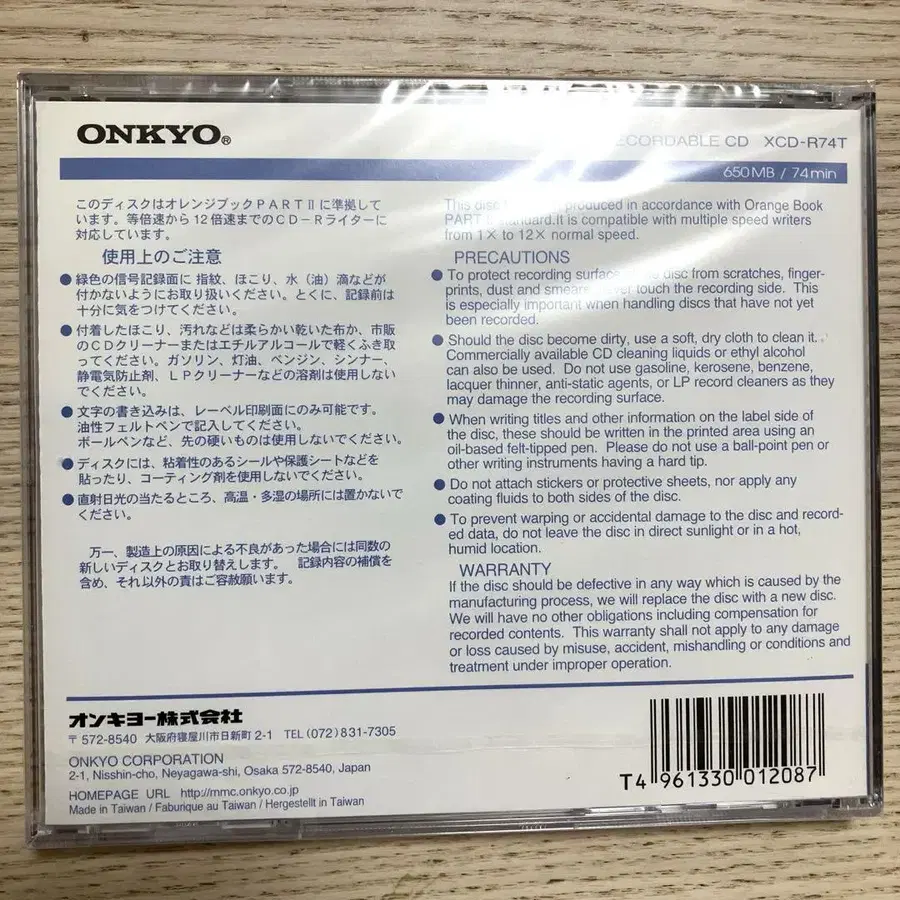 ONKYO®
RECORDABLE CD XCD-R74T
650MB / 74min
このディスクはオレンジブックPARTⅡに準拠して
います。等倍速から12倍速までのCD-Rライターに
対応しています。
使用上のご注意
● 緑色の信号記録面に 指紋、ほこり、水（油）滴などが
付かないようにお取り扱いください。とくに、記録前は
十分に気をつけてください。
● 付着したほこり、汚れなどは柔らかい乾いた布か、市販
のCDクリーナーまたはエチルアルコールで軽くふき取
ってください。ガソリン、灯油、ベンジン、シンナー、
静電気防止剤、LPクリーナーなどの溶剤は使用しない
でください。
● 文字の書き込みは、レーベル印刷面にのみ可能です。
油性フェルトペンで記入してください。
ボールペンなど、先の硬いものは使用しないでください。
● ディスクには、粘着性のあるシールや保護シートなどを
貼ったり、コーティング剤を使用しないでください。
● 直射日光の当たるところ、高温・多湿の場所には置かないで
ください。
万一、製造上の原因による不良があった場合には同数の
新しいディスクとお取り替えします。 記録内容の補償を
含め、それ以外の責はご容赦願います。
This disc produced in accordance with Orange Book
PART standard.it is compatible with multiple speed writers
from 1× to 12× normal speed.
PRECAUTIONS
● To protect recording surface disc from scratches, finger-
prints, dust and smears, never touch the recording side. This
is especially important when handling discs that have not yet
been recorded.
● Should the disc become dirty, use a soft, dry cloth to clean it.
Commercially available CD cleaning liquids or ethyl alcohol
can also be used. Do not use gasoline, kerosene, benzene,
lacquer thinner, anti-static agents, or LP record cleaners as they
may damage the recording surface.
● When writing titles and other information on the label side of
the disc, these should be written in the printed area using an
oil-based felt-tipped pen. Please do not use a ball-point pen or
other writing instruments having a hard tip.
● Do not attach stickers or protective sheets, nor apply any
coating fluids to both sides of the disc.
● To prevent warping or accidental damage to the disc and record-
ed data, do not leave the disc in direct sunlight or in a hot,
humid location.
WARRANTY
If the disc should be defective in any way which is caused by the
manufacturing process, we will replace the disc with a new disc.
We will have no other obligations including compensation for
recorded contents. This warranty shall not apply to any damage
or loss caused by misuse, accident, mishandling or conditions and
treatment under improper operation.
オンキヨー株式会社
〒572-8540 大阪府寝屋川市日新町2-1 TEL (072) 831-7305
ONKYO CORPORATION
2-1, Nisshin-cho, Neyagawa-shi, Osaka 572-8540, Japan
HOMEPAGE URL http://mmc.onkyo.co.jp
Made in Taiwan / Faburique au Taiwan / Hergestellt in Taiwan
T4 961330 012087